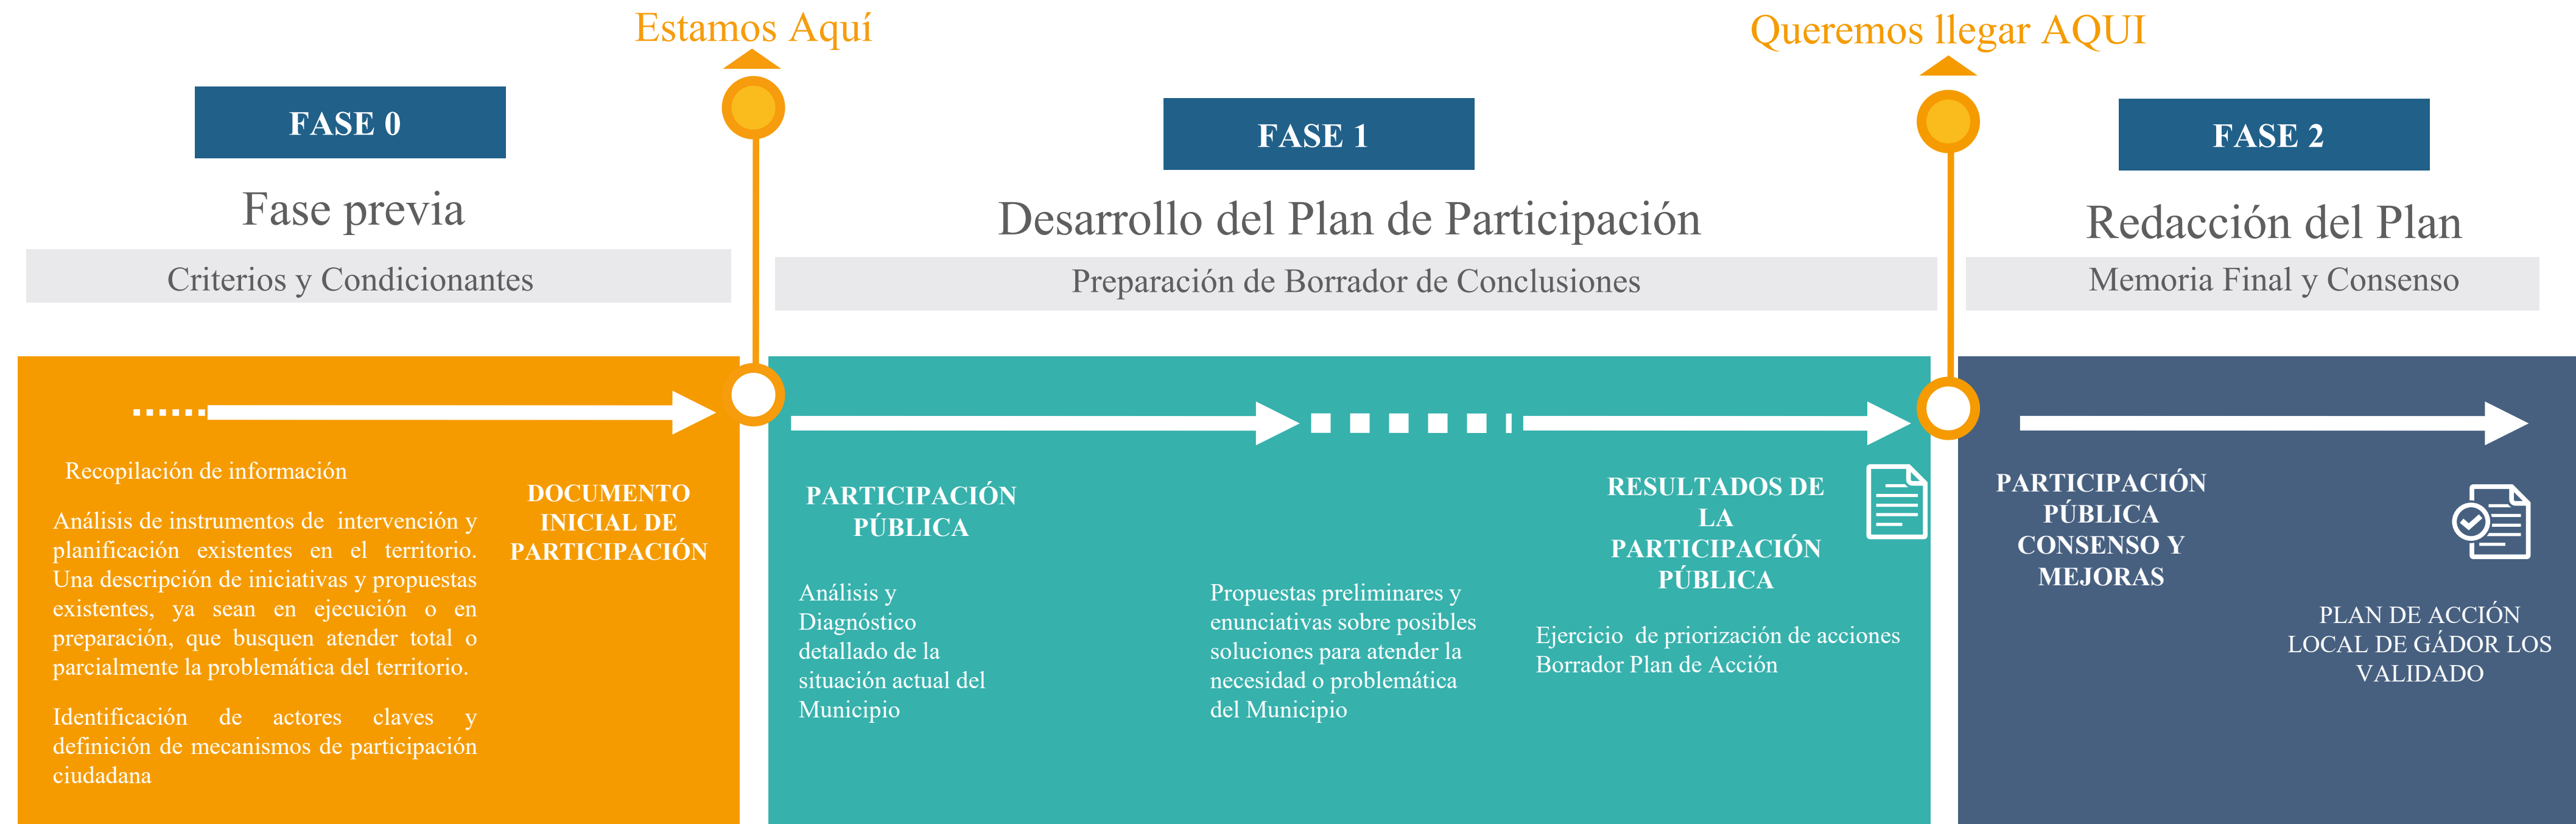 Estamos Aquí
Queremos llegar AQUI
FASE 0
Fase previa
Criterios y Condicionantes
Recopilación de información
Análisis de instrumentos de intervención y
planificación existentes en el territorio.
Una descripción de iniciativas y propuestas
existentes, ya sean en ejecución o en
preparación, que busquen atender total o
parcialmente la problemática del territorio.
Identificación de actores claves y
definición de mecanismos de participación
ciudadana
DOCUMENTO
INICIAL DE
PARTICIPACIÓN
FASE 1
Desarrollo del Plan de Participación
Preparación de Borrador de Conclusiones
PARTICIPACIÓN
PÚBLICA
Análisis y
Diagnóstico
detallado de la
situación actual del
Municipio
Propuestas preliminares y
enunciativas sobre posibles
soluciones para atender la
necesidad o problemática
del Municipio
RESULTADOS DE
LA
PARTICIPACIÓN
PÚBLICA
Ejercicio de priorización de acciones
Borrador Plan de Acción
FASE 2
Redacción del Plan
Memoria Final y Consenso
PARTICIPACIÓN
PÚBLICA
CONSENSO Y
MEJORAS
PLAN DE ACCIÓN
LOCAL DE GÁDOR LOS
VALIDADO